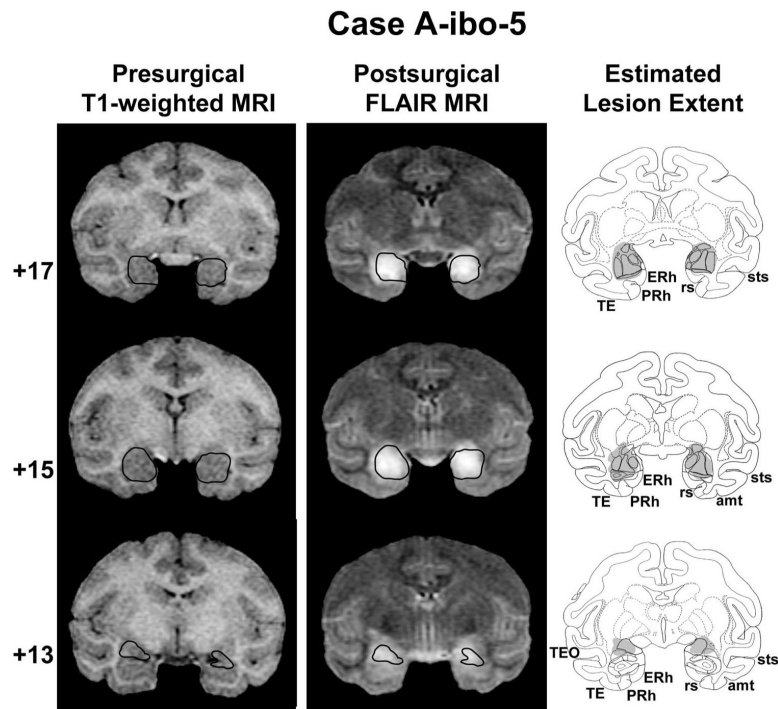 Case A-ibo-5
Presurgical
T1-weighted MRI
Postsurgical
FLAIR MRI
Estimated
Lesion Extent
+17
ERh
PRh
TE
rs
sts
+15
ERh
PRh
TE
rs
amt
sts
+13
TEO
ERh
PRh
TE
rs
amt
sts